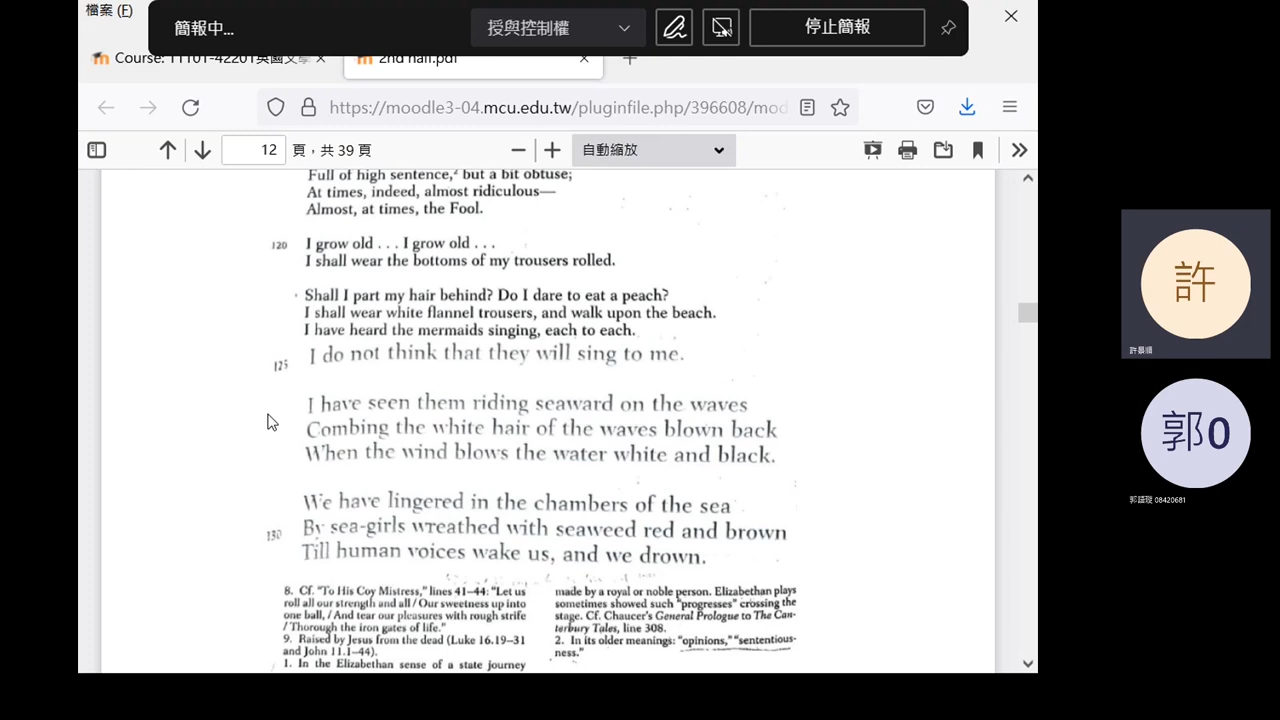 檔案 (F)
簡報中...
授與控制權
停止簡報
Course: 11101-42201英國文學
2nd half.pdf
https://moodle3-04.mcu.edu.tw/pluginfile.php/396608/mod
12 頁，共 39 頁
自動縮放
Full of high sentence,² but a bit obtuse;
At times, indeed, almost ridiculous—
Almost, at times, the Fool.
120 I grow old . . . I grow old . . .
I shall wear the bottoms of my trousers rolled.
Shall I part my hair behind? Do I dare to eat a peach?
I shall wear white flannel trousers, and walk upon the beach.
I have heard the mermaids singing, each to each.
125 I do not think that they will sing to me.
I have seen them riding seaward on the waves
Combing the white hair of the waves blown back
When the wind blows the water white and black.
We have lingered in the chambers of the sea
130 By sea-girls wreathed with seaweed red and brown
Till human voices wake us, and we drown.
8. Cf. "To His Coy Mistress," lines 41–44: "Let us
roll all our strength and all / Our sweetness up into
one ball, / And tear our pleasures with rough strife
/ Thorough the iron gates of life."
9. Raised by Jesus from the dead (Luke 16.19–31
and John 11.1–44).
1. In the Elizabethan sense of a state journey
made by a royal or noble person. Elizabethan plays
sometimes showed such "progresses" crossing the
stage. Cf. Chaucer's General Prologue to The Can-
terbury Tales, line 308.
2. In its older meanings: "opinions," "sententious-
ness."
許
許景順
郭0
08420681